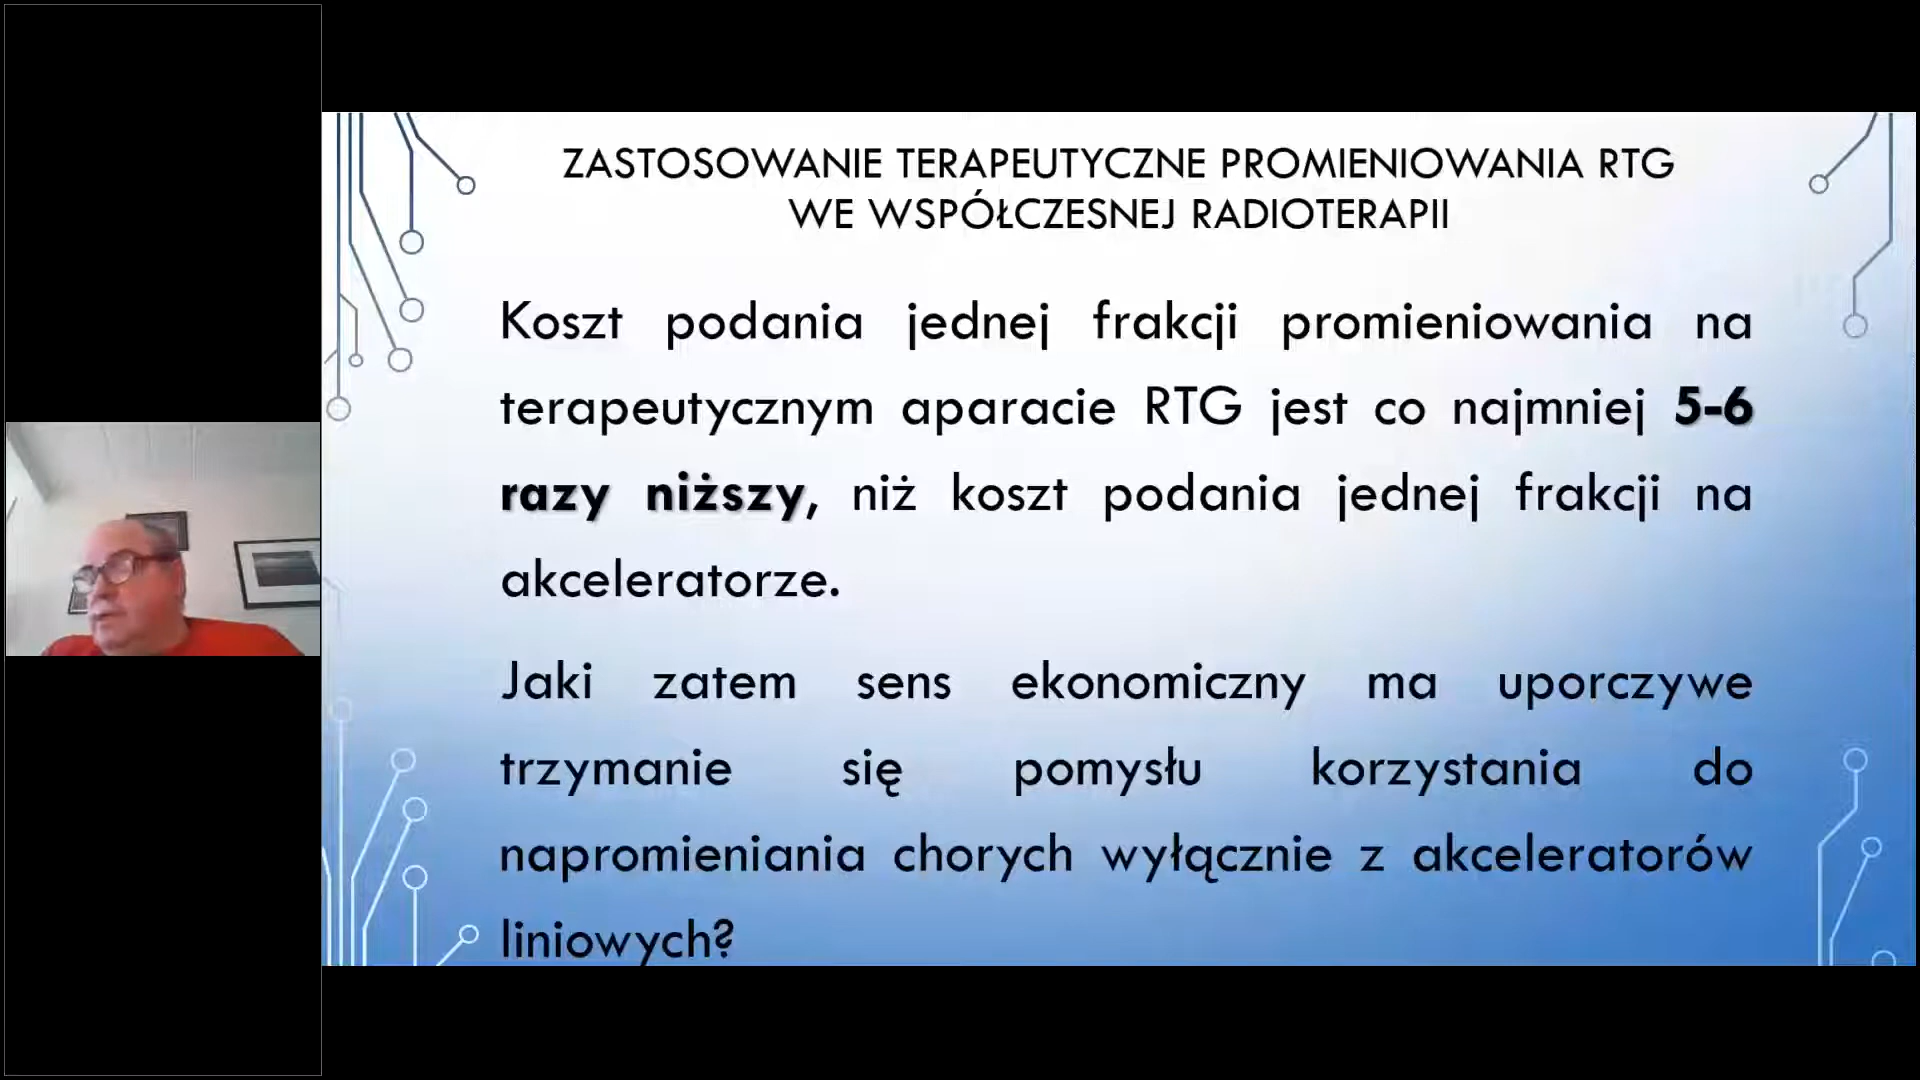 ZASTOSOWANIE TERAPEUTYCZNE PROMIENIOWANIA RTG
WE WSPÓŁCZESNEJ RADIOTERAPII
Koszt podania jednej frakcji promieniowania na
terapeutycznym aparacie RTG jest co najmniej 5-6
razy niższy, niż koszt podania jednej frakcji na
akceleratorze.
Jaki zatem sens ekonomiczny ma uporczywe
trzymanie się pomysłu korzystania do
napromieniania chorych wyłącznie z akceleratorów
liniowych?